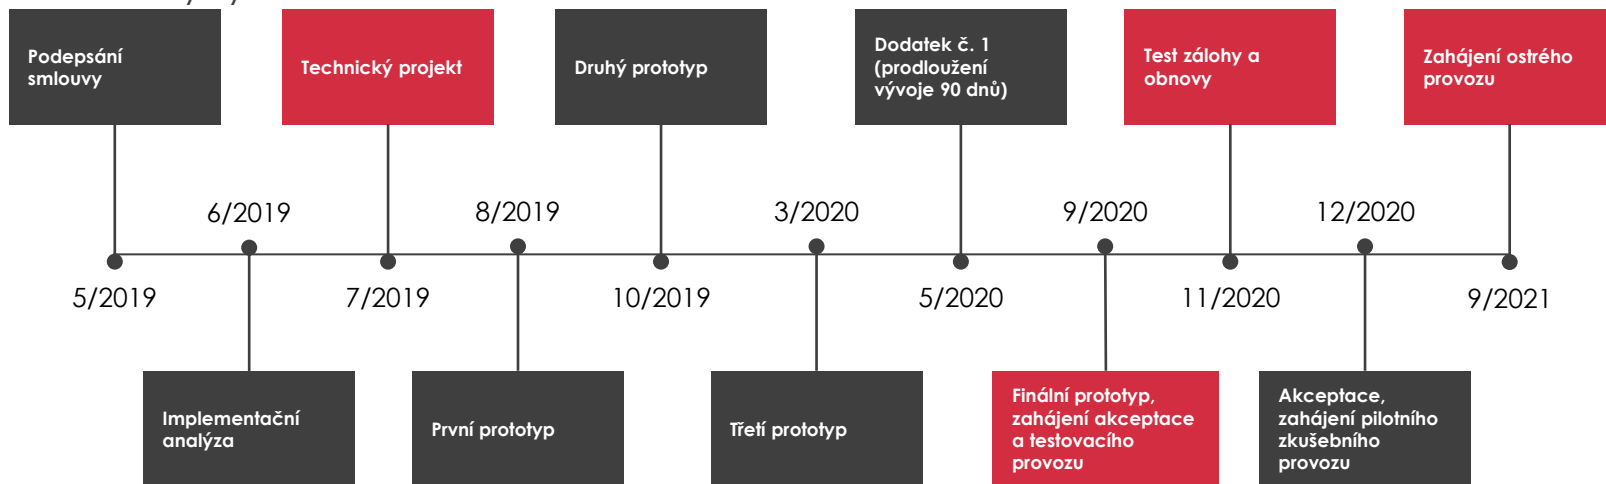 Podepsání
smlouvy
Technický projekt
Druhý prototyp
Dodatek č. 1
(prodloužení
vývoje 90 dnů)
Test zálohy a
obnovy
Zahájení ostrého
provozu
6/2019
8/2019
3/2020
9/2020
12/2020
5/2019
7/2019
10/2019
5/2020
11/2020
9/2021
Implementační
analýza
První prototyp
Třetí prototyp
Finální prototyp,
zahájení akceptace
a testovacího
provozu
Akceptace,
zahájení pilotního
zkušebního
provozu